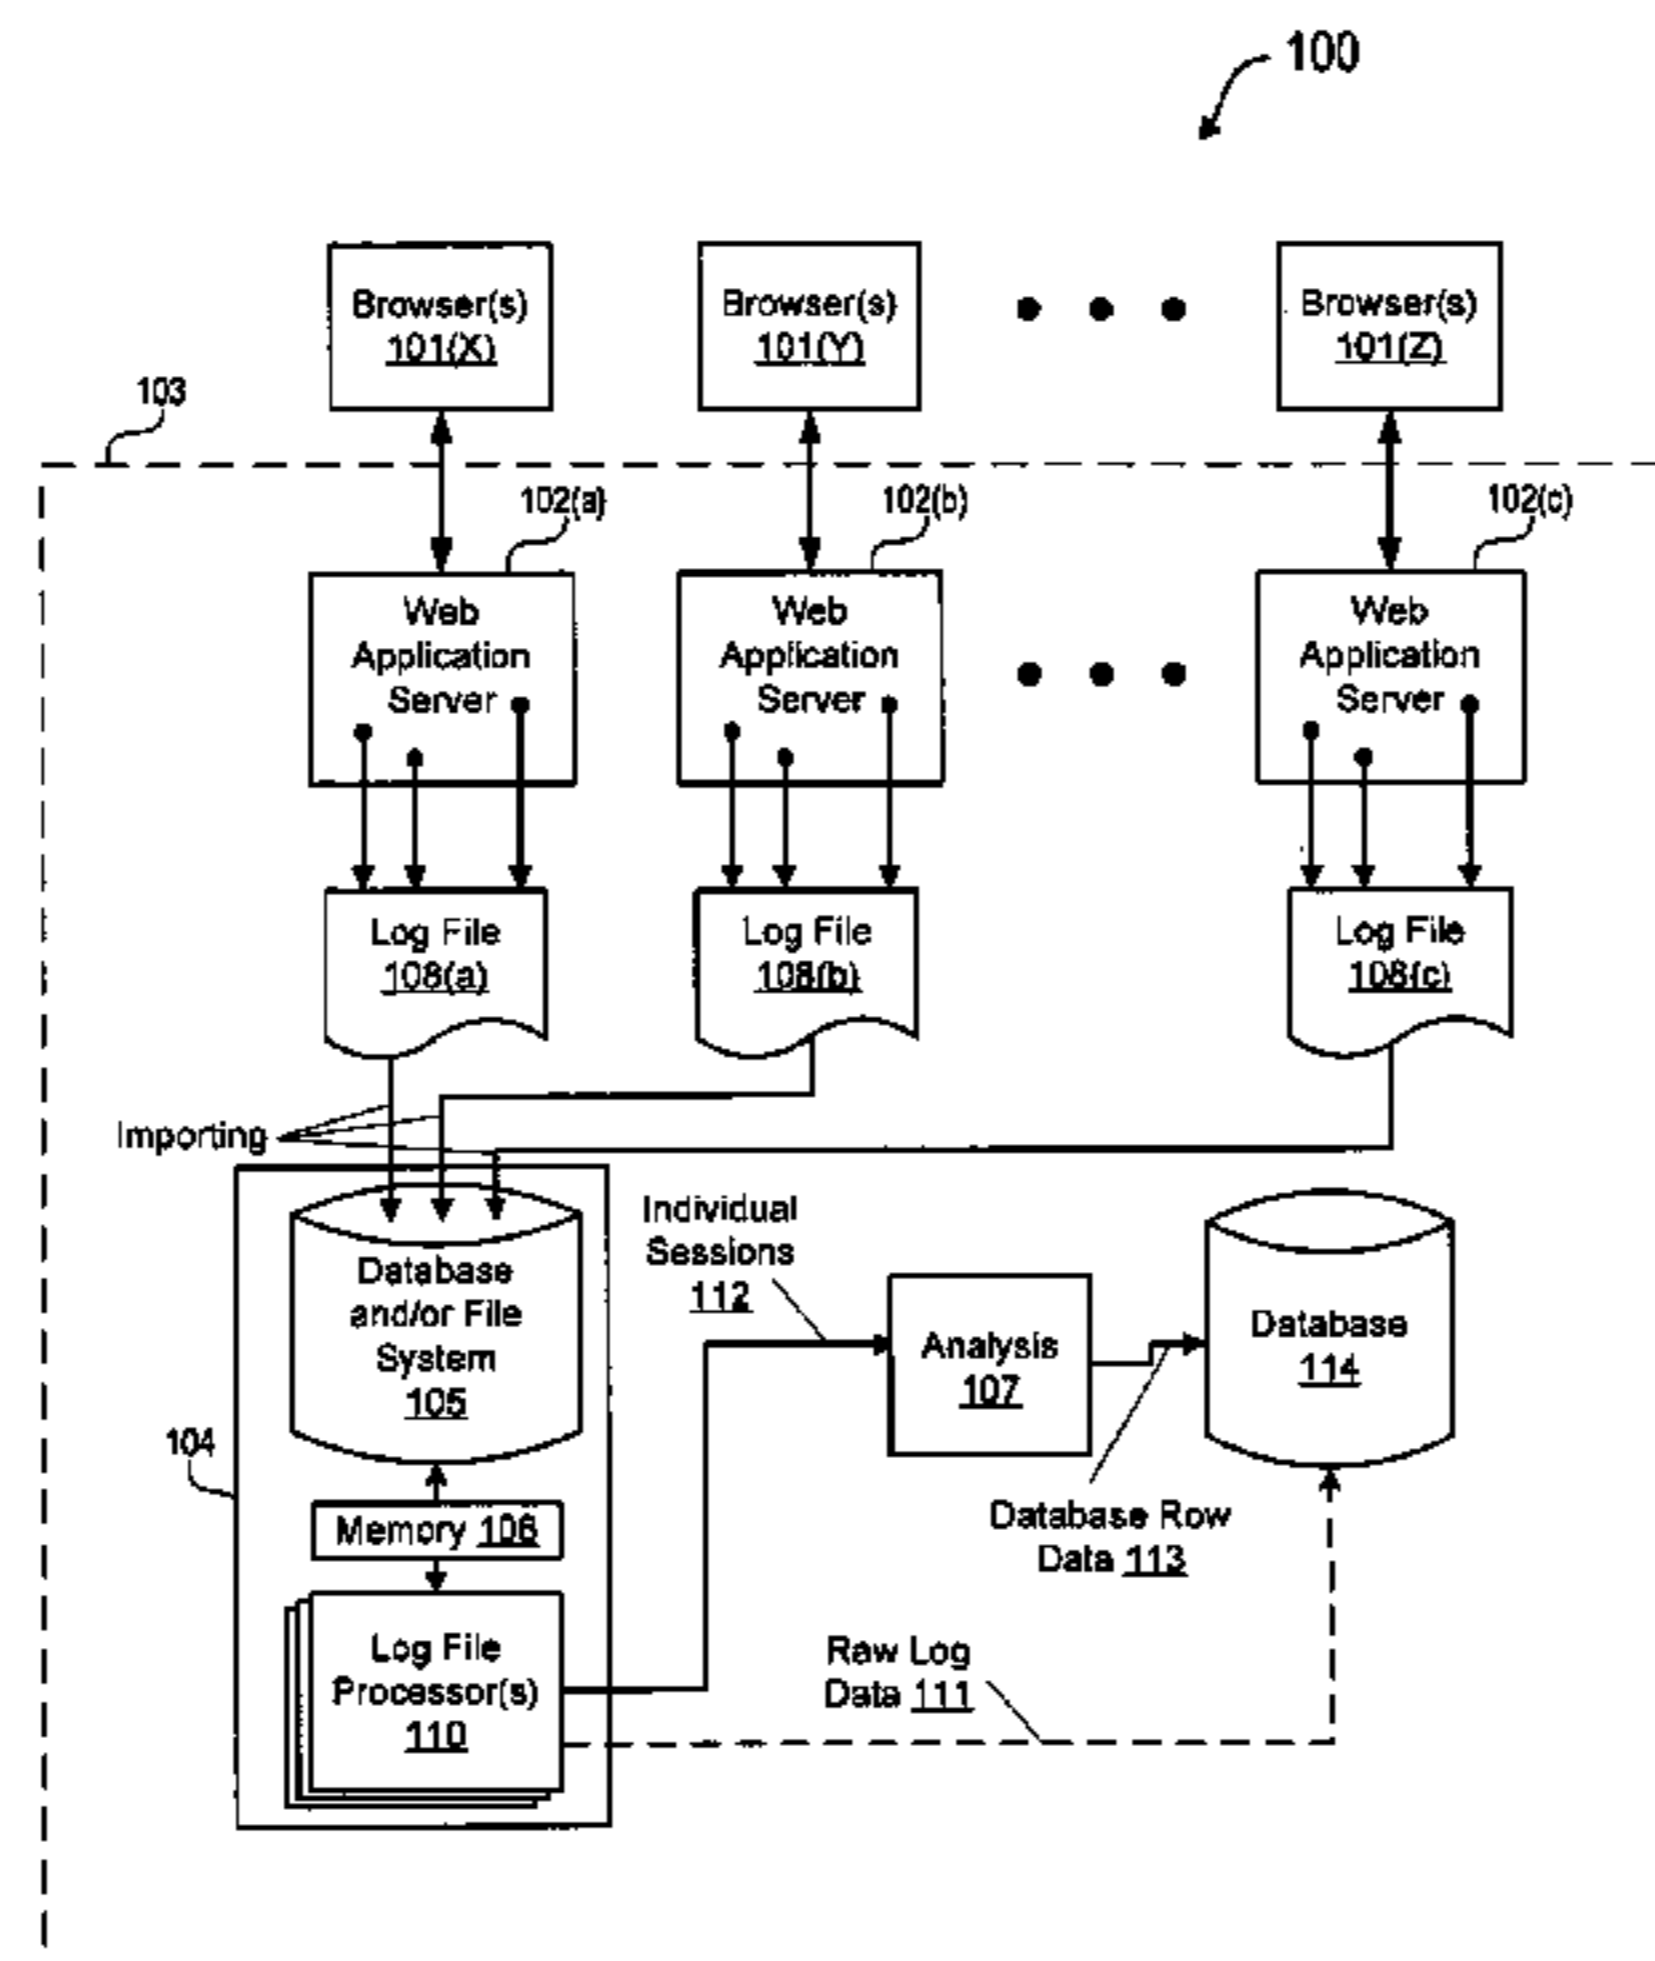 100
Browser(s)
101(X)
Browser(s)
101(Y)
Browser(s)
101(Z)
103
102(a)
102(b)
102(c)
Web
Application
Server
Web
Application
Server
Web
Application
Server
Log File
108(a)
Log File
108(b)
Log File
108(c)
Importing
Individual
Sessions
112
Database
and/or File
System
105
Analysis
107
Database
114
104
Memory 106
Database Row
Data 113
Log File
Processor(s)
110
Raw Log
Data 111